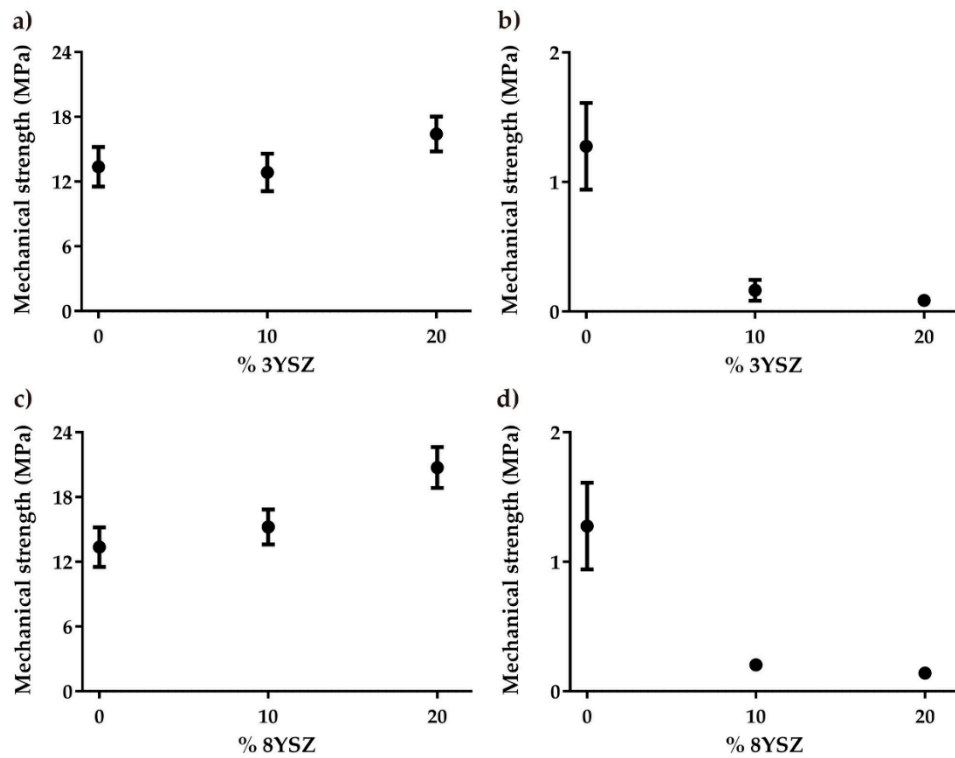 a)
Mechanical strength (MPa)
24
18
12
6
0
0 10 20
% 3YSZ
b)
Mechanical strength (MPa)
2
1
0
0 10 20
% 3YSZ
c)
Mechanical strength (MPa)
24
18
12
6
0
0 10 20
% 8YSZ
d)
Mechanical strength (MPa)
2
1
0
0 10 20
% 8YSZ